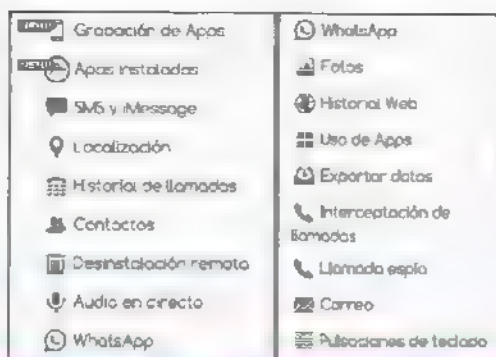 Grabación de Apps
Apps instaladas
SMS y iMessage
Localización
Historial de llamadas
Contactos
Desinstalación remota
Audio en directo
WhatsApp
WhatsApp
Fotos
Historial Web
Uso de Apps
Exportar datos
Interceptación de
llamadas
Llamada espía
Correo
Pulsaciones de teclado